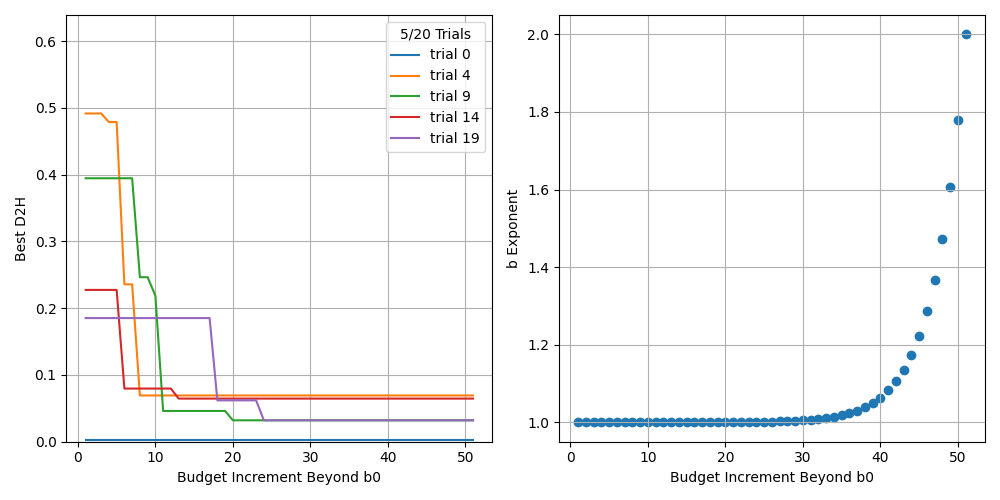 5/20 Trials
trial 0
trial 4
trial 9
trial 14
trial 19
Best D2H
0.6
0.5
0.4
0.3
0.2
0.1
0.0
0 10 20 30 40 50
Budget Increment Beyond b0
b Exponent
2.0
1.8
1.6
1.4
1.2
1.0
0 10 20 30 40 50
Budget Increment Beyond b0